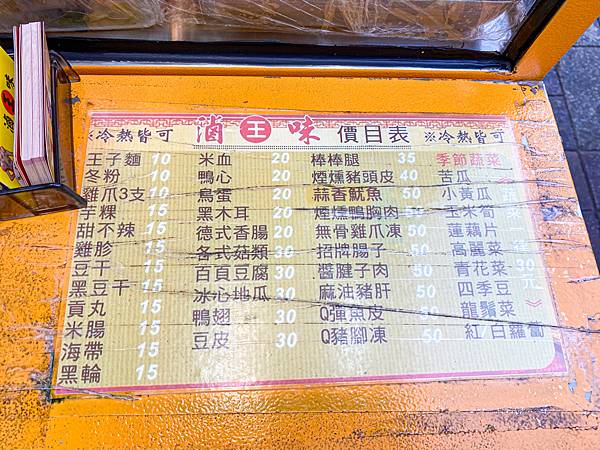 ※冷熱皆可 滷王味 價目表 ※冷熱皆可
王子麵 10
冬粉 10
雞爪3支 10
芋粿 15
甜不辣 15
雞胗 15
豆干 15
黑豆干 15
貢丸 15
米腸 15
海帶 15
黑輪 15
米血 20
鴨心 20
鳥蛋 20
黑木耳 20
德式香腸 20
各式菇類 30
百頁豆腐 30
冰心地瓜 30
鴨翅 30
豆皮 30
棒棒腿 35
煙燻豬頭皮 40
蒜香魷魚 50
煙燻鴨胸肉 50
無骨雞爪凍 50
招牌腸子 50
醬腱子肉 50
麻油豬肝 50
Q彈魚皮 50
Q豬腳凍 50
季節蔬菜
苦瓜
小黃瓜
玉米筍
蓮藕片
高麗菜
青花菜
四季豆
龍鬚菜
紅/白蘿蔔
30元